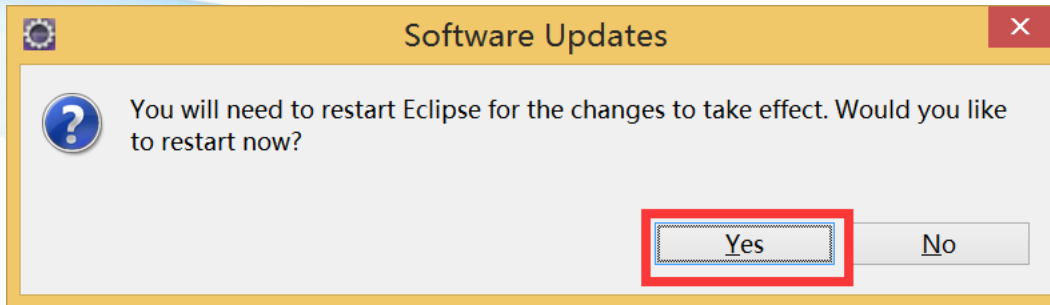 Software Updates
You will need to restart Eclipse for the changes to take effect. Would you like
to restart now?
Yes
No